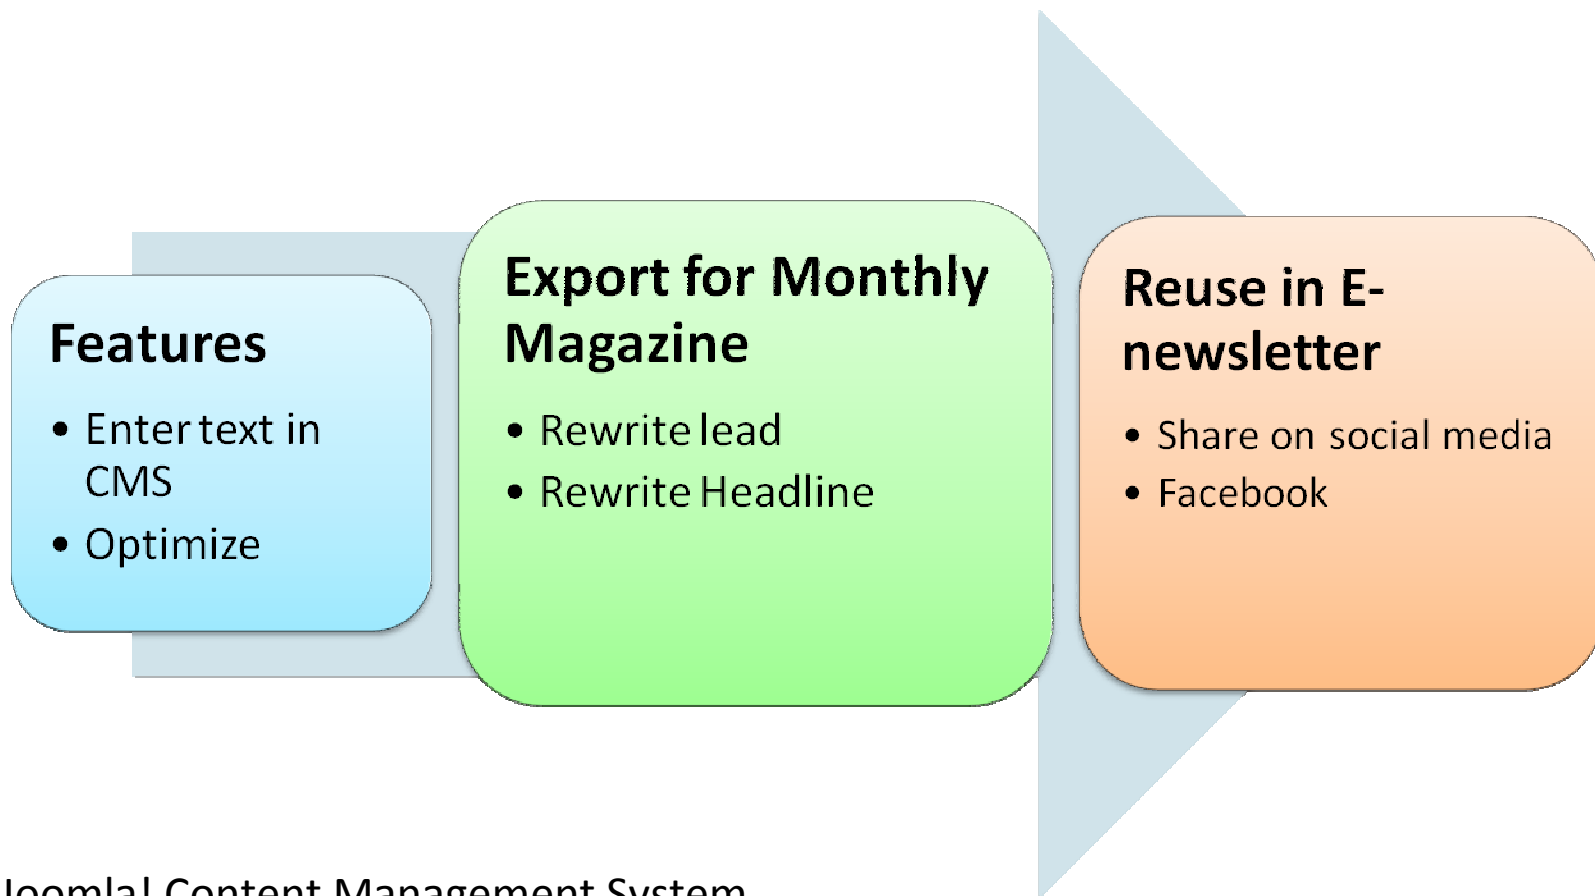 Features
• Enter text in
CMS
• Optimize
Export for Monthly
Magazine
• Rewrite lead
• Rewrite Headline
Reuse in E-
newsletter
• Share on social media
• Facebook
Joomla! Content Management System